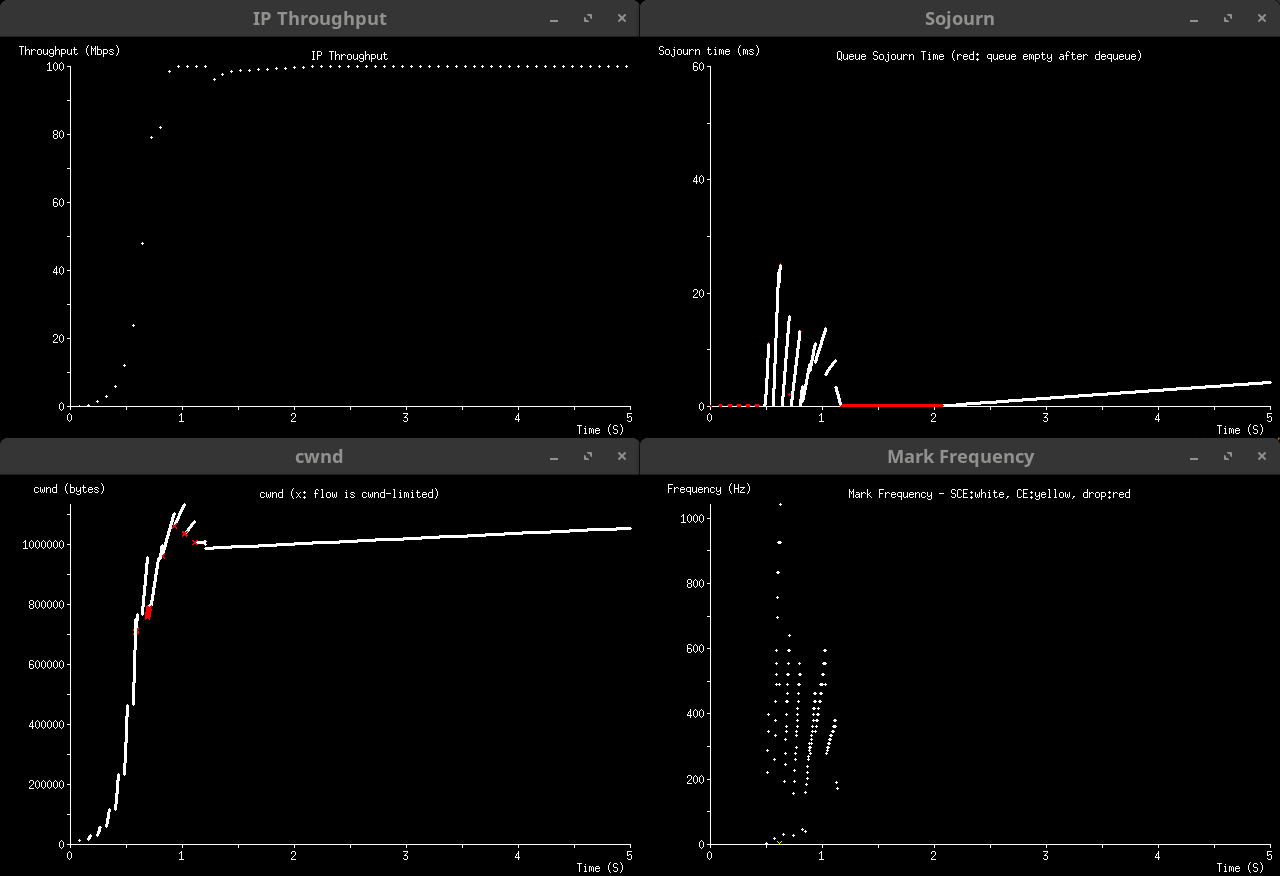 IP Throughput
Throughput (Mbps)
IP Throughput
100
80
60
40
20
0
0 1 2 3 4 5
Time (S)
Sojourn
Sojourn time (ms)
Queue Sojourn Time (red: queue empty after dequeue)
60
40
20
0
0 1 2 3 4 5
Time (S)
cwnd
cwnd (bytes)
cwnd (x: flow is cwnd-limited)
1000000
800000
600000
400000
200000
0
0 1 2 3 4 5
Time (S)
Mark Frequency
Frequency (Hz)
Mark Frequency - SCE:white, CE:yellow, drop:red
1000
800
600
400
200
0
0 1 2 3 4 5
Time (S)